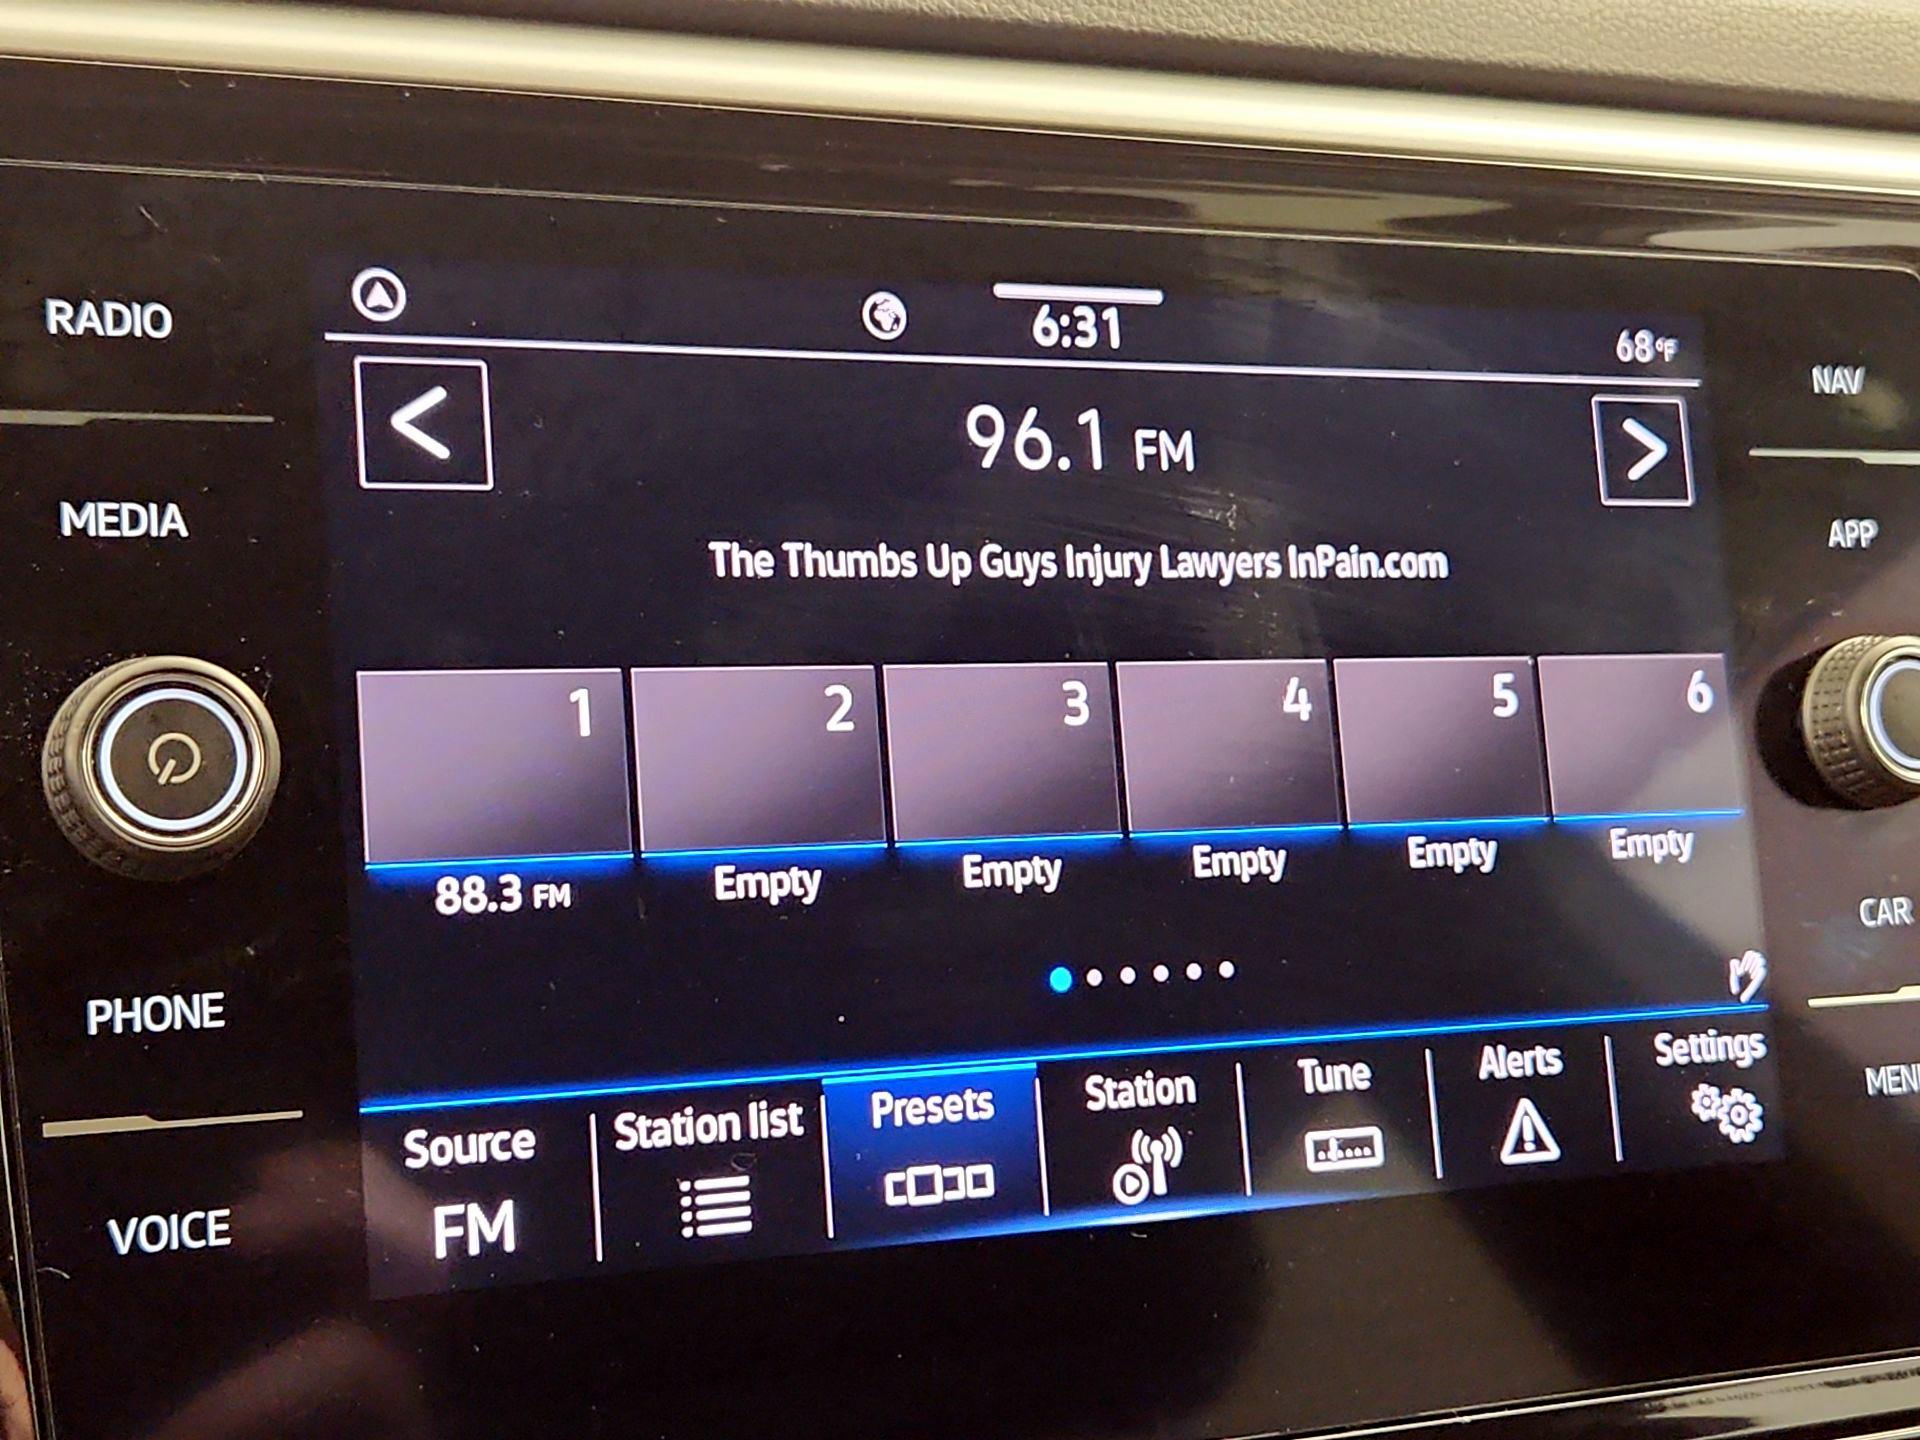 6:31
68°F
RADIO
NAV
96.1 FM
MEDIA
APP
The Thumbs Up Guys Injury Lawyers InPain.com
1 2 3 4 5 6
88.3 FM Empty Empty Empty Empty Empty
CAR
PHONE
Source Station list Presets Station Tune Alerts Settings
FM
VOICE